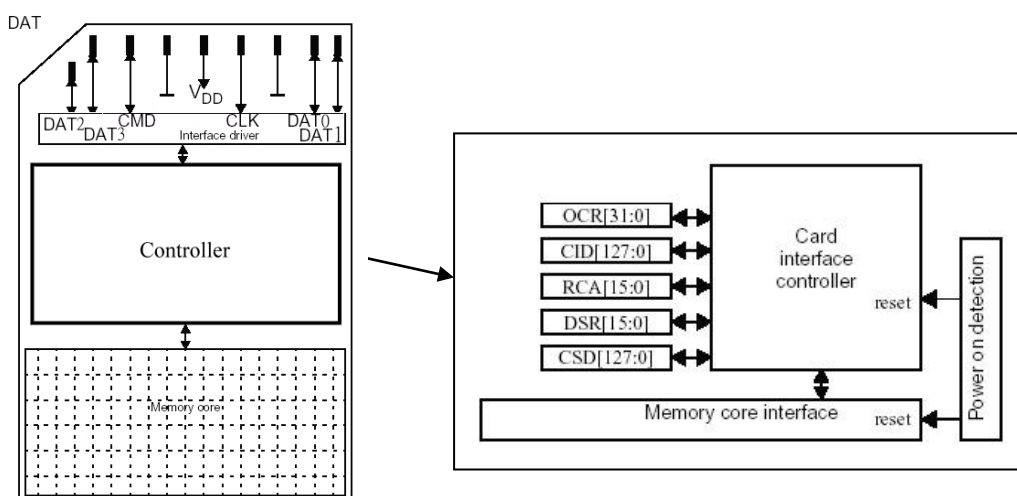 DAT
V_DD
DAT2 DAT3 CMD CLK DAT0 DAT1
Interface driver
Controller
Memory core
OCR[31:0]
CID[127:0]
RCA[15:0]
DSR[15:0]
CSD[127:0]
Card
interface
controller
reset
Memory core interface
reset
Power on detection